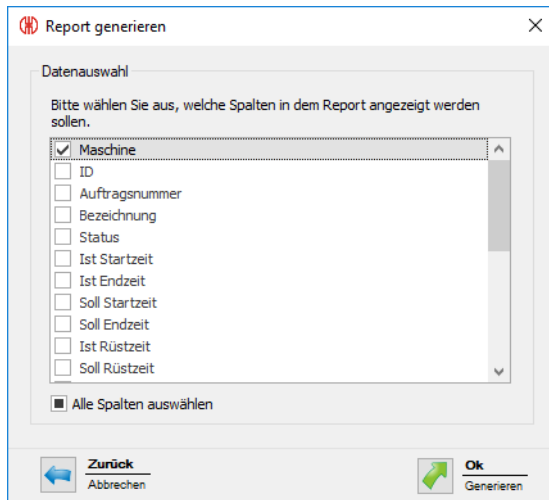 Report generieren
Datenauswahl
Bitte wählen Sie aus, welche Spalten in dem Report angezeigt werden
sollen.
Maschine
ID
Auftragsnummer
Bezeichnung
Status
Ist Startzeit
Ist Endzeit
Soll Startzeit
Soll Endzeit
Ist Rüstzeit
Soll Rüstzeit
Alle Spalten auswählen
Zurück
Abbrechen
Ok
Generieren